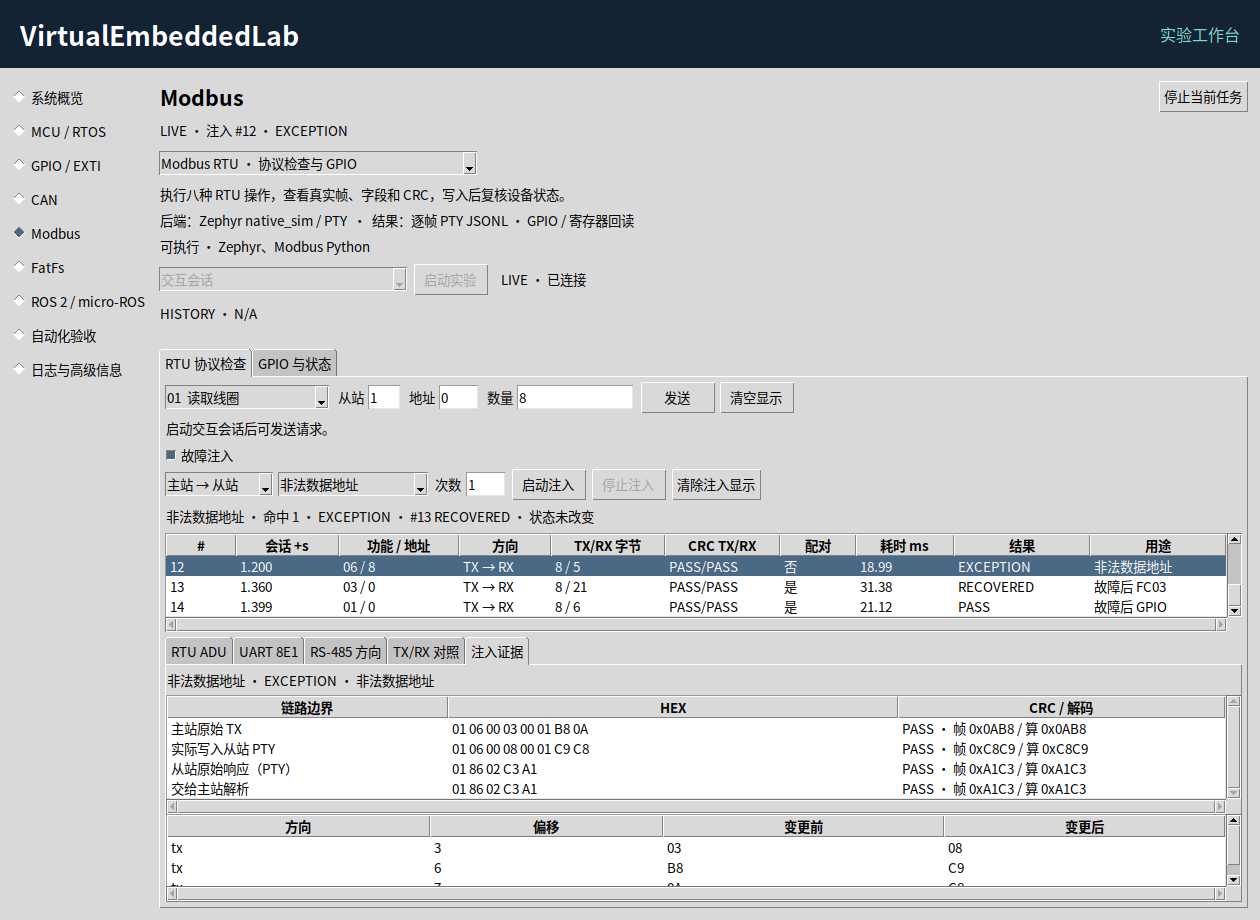 VirtualEmbeddedLab
实验工作台
系统概览
MCU / RTOS
GPIO / EXTI
CAN
Modbus
FatFs
ROS 2 / micro-ROS
自动化验收
日志与高级信息
Modbus
停止当前任务
LIVE · 注入 #12 · EXCEPTION
Modbus RTU · 协议检查与 GPIO
执行八种 RTU 操作，查看真实帧、字段和 CRC，写入后复核设备状态。
后端：Zephyr native_sim / PTY · 结果：逐帧 PTY JSONL · GPIO / 寄存器回读
可执行 · Zephyr、Modbus Python
交互会话 启动实验 LIVE · 已连接
HISTORY · N/A
RTU 协议检查 GPIO 与状态
01 读取线圈 从站 1 地址 0 数量 8 发送 清空显示
启动交互会话后可发送请求。
故障注入
主站 → 从站 非法数据地址 次数 1 启动注入 停止注入 清除注入显示
非法数据地址 · 命中 1 · EXCEPTION · #13 RECOVERED · 状态未改变
# 会话 +s 功能 / 地址 方向 TX/RX 字节 CRC TX/RX 配对 耗时 ms 结果 用途
12 1.200 06 / 8 TX → RX 8 / 5 PASS/PASS 否 18.99 EXCEPTION 非法数据地址
13 1.360 03 / 0 TX → RX 8 / 21 PASS/PASS 是 31.38 RECOVERED 故障后 FC03
14 1.399 01 / 0 TX → RX 8 / 6 PASS/PASS 是 21.12 PASS 故障后 GPIO
RTU ADU UART 8E1 RS-485 方向 TX/RX 对照 注入证据
非法数据地址 · EXCEPTION · 非法数据地址
链路边界 HEX CRC / 解码
主站原始 TX 01 06 00 03 00 01 B8 0A PASS · 帧 0x0AB8 / 算 0x0AB8
实际写入从站 PTY 01 06 00 08 00 01 C9 C8 PASS · 帧 0xC8C9 / 算 0xC8C9
从站原始响应（PTY） 01 86 02 C3 A1 PASS · 帧 0xA1C3 / 算 0xA1C3
交给主站解析 01 86 02 C3 A1 PASS · 帧 0xA1C3 / 算 0xA1C3
方向 偏移 变更前 变更后
tx 3 03 08
tx 6 B8 C9